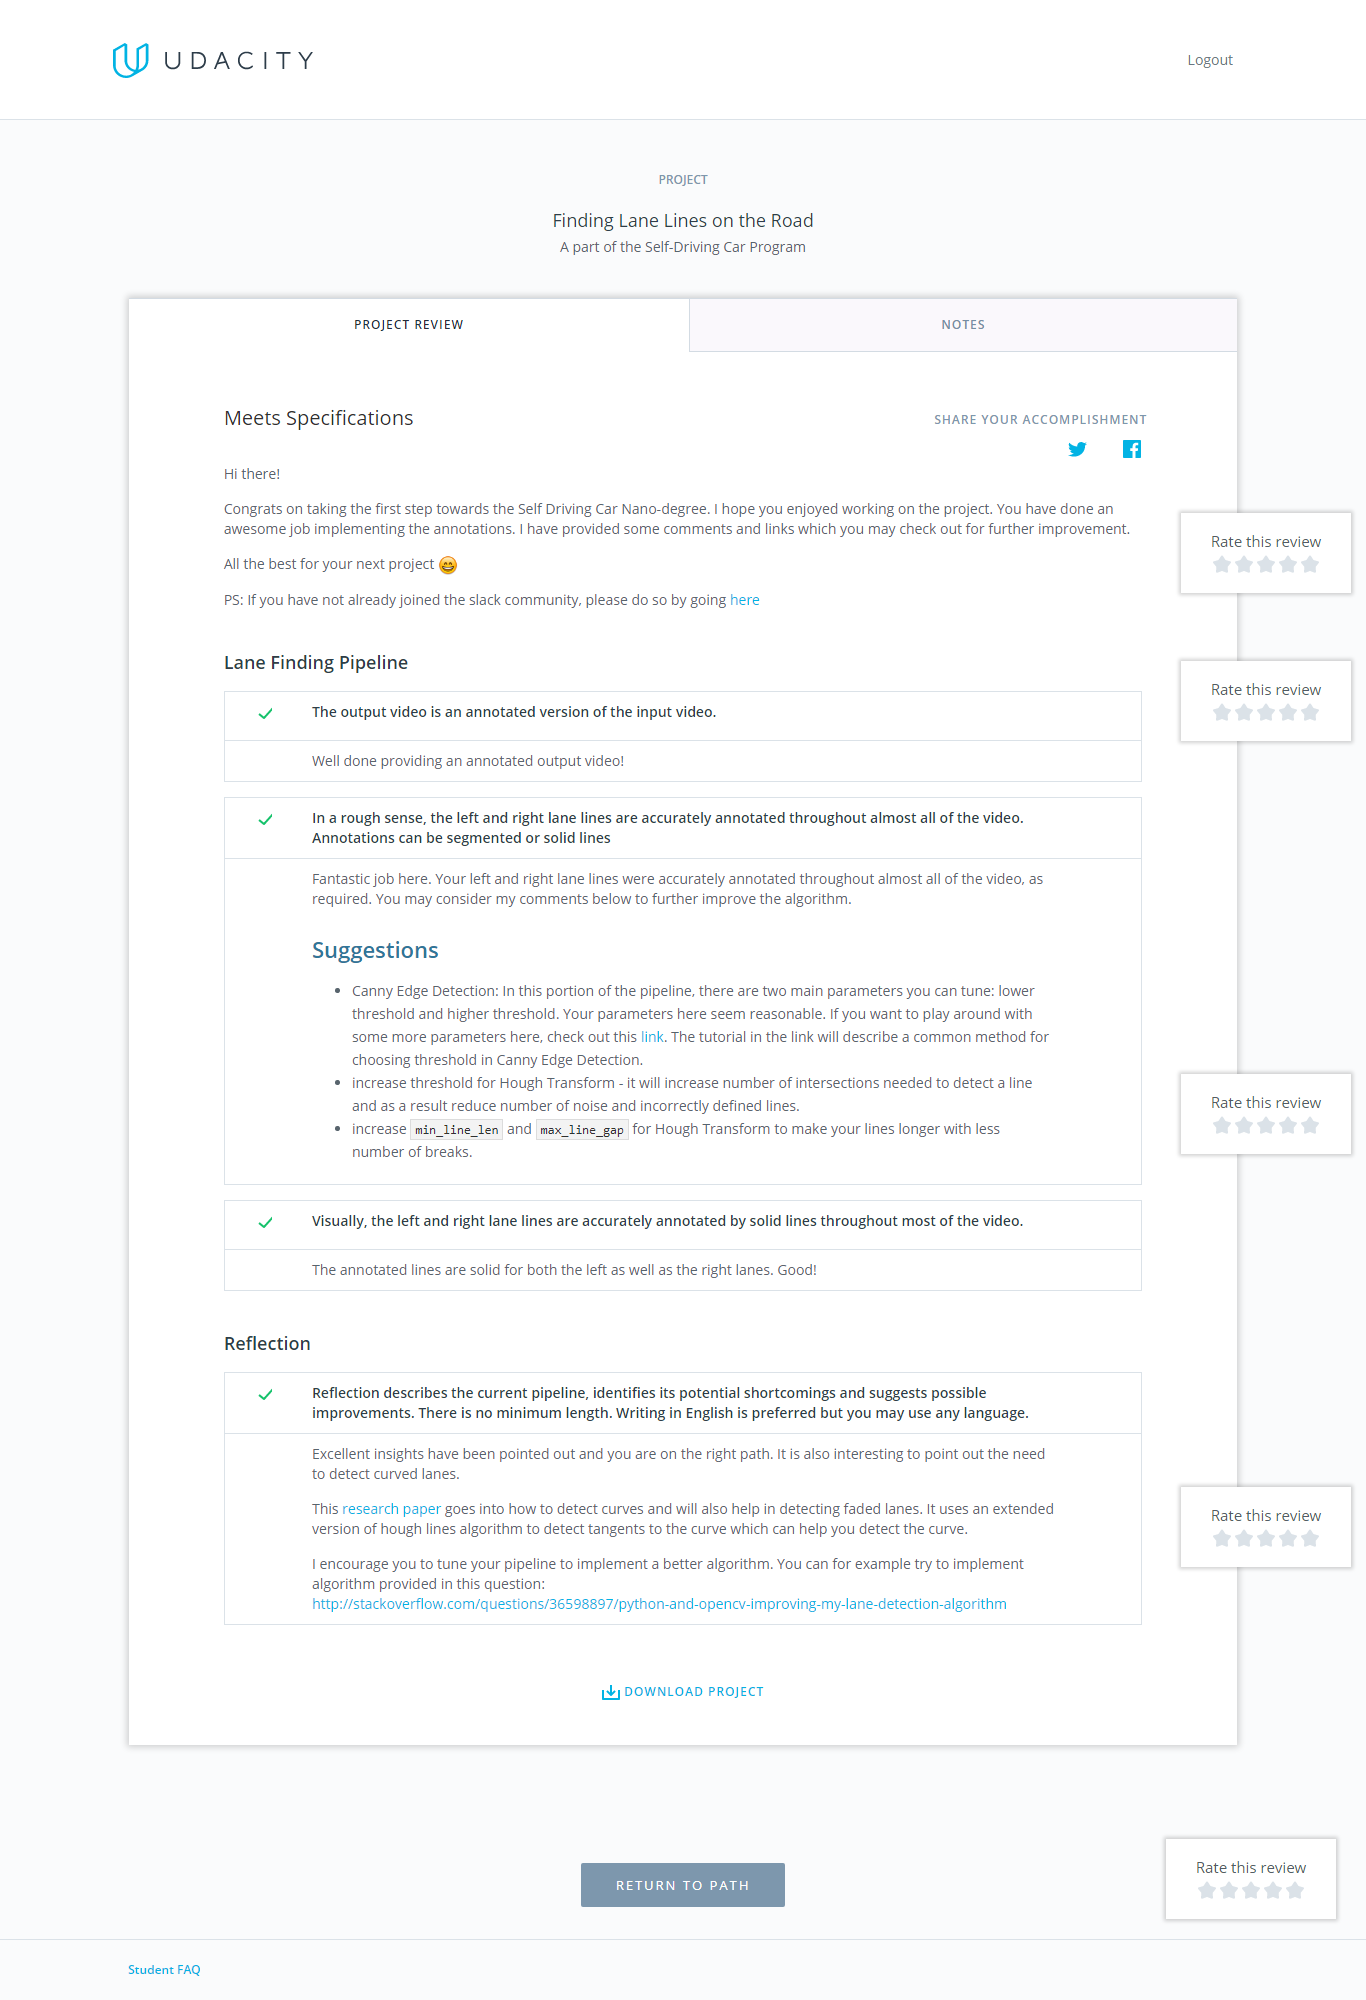 UDACITY
Logout
PROJECT
Finding Lane Lines on the Road
A part of the Self-Driving Car Program
PROJECT REVIEW
NOTES
Meets Specifications
SHARE YOUR ACCOMPLISHMENT
Hi there!
Congrats on taking the first step towards the Self Driving Car Nano-degree. I hope you enjoyed working on the project. You have done an
awesome job implementing the annotations. I have provided some comments and links which you may check out for further improvement.
Rate this review
All the best for your next project 😄
PS: If you have not already joined the slack community, please do so by going here
Lane Finding Pipeline
Rate this review
The output video is an annotated version of the input video.
Well done providing an annotated output video!
In a rough sense, the left and right lane lines are accurately annotated throughout almost all of the video.
Annotations can be segmented or solid lines
Fantastic job here. Your left and right lane lines were accurately annotated throughout almost all of the video, as
required. You may consider my comments below to further improve the algorithm.
Suggestions
• Canny Edge Detection: In this portion of the pipeline, there are two main parameters you can tune: lower
threshold and higher threshold. Your parameters here seem reasonable. If you want to play around with
some more parameters here, check out this link. The tutorial in the link will describe a common method for
choosing threshold in Canny Edge Detection.
• increase threshold for Hough Transform - it will increase number of intersections needed to detect a line
and as a result reduce number of noise and incorrectly defined lines.
• increase min_line_len and max_line_gap for Hough Transform to make your lines longer with less
number of breaks.
Rate this review
Visually, the left and right lane lines are accurately annotated by solid lines throughout most of the video.
The annotated lines are solid for both the left as well as the right lanes. Good!
Reflection
Reflection describes the current pipeline, identifies its potential shortcomings and suggests possible
improvements. There is no minimum length. Writing in English is preferred but you may use any language.
Excellent insights have been pointed out and you are on the right path. It is also interesting to point out the need
to detect curved lanes.
This research paper goes into how to detect curves and will also help in detecting faded lanes. It uses an extended
version of hough lines algorithm to detect tangents to the curve which can help you detect the curve.
Rate this review
I encourage you to tune your pipeline to implement a better algorithm. You can for example try to implement
algorithm provided in this question:
http://stackoverflow.com/questions/36598897/python-and-opencv-improving-my-lane-detection-algorithm
DOWNLOAD PROJECT
RETURN TO PATH
Rate this review
Student FAQ